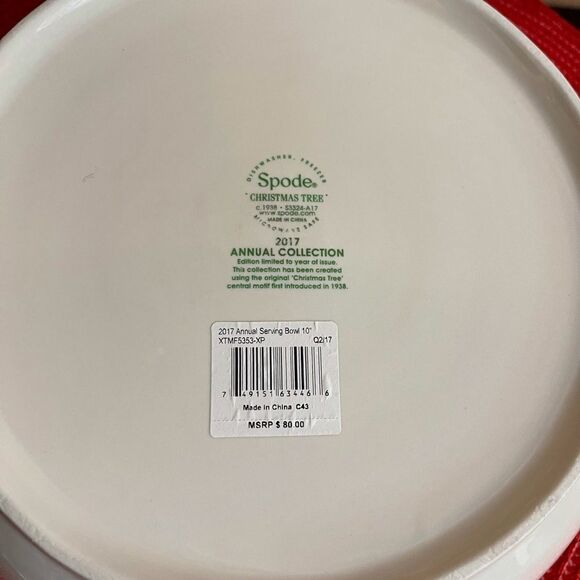 DISHWASHER, FREEZER
Spode®
CHRISTMAS TREE
c.1938 • S3324-A17
www.spode.com
MADE IN CHINA
MICROWAVE SAFE
2017
ANNUAL COLLECTION
Edition limited to year of issue.
This collection has been created
using the original 'Christmas Tree'
central motif first introduced in 1938.
2017 Annual Serving Bowl 10"
XTMF5353-XP Q2/17
7 49151 63446 6
Made in China C43
MSRP $ 80.00